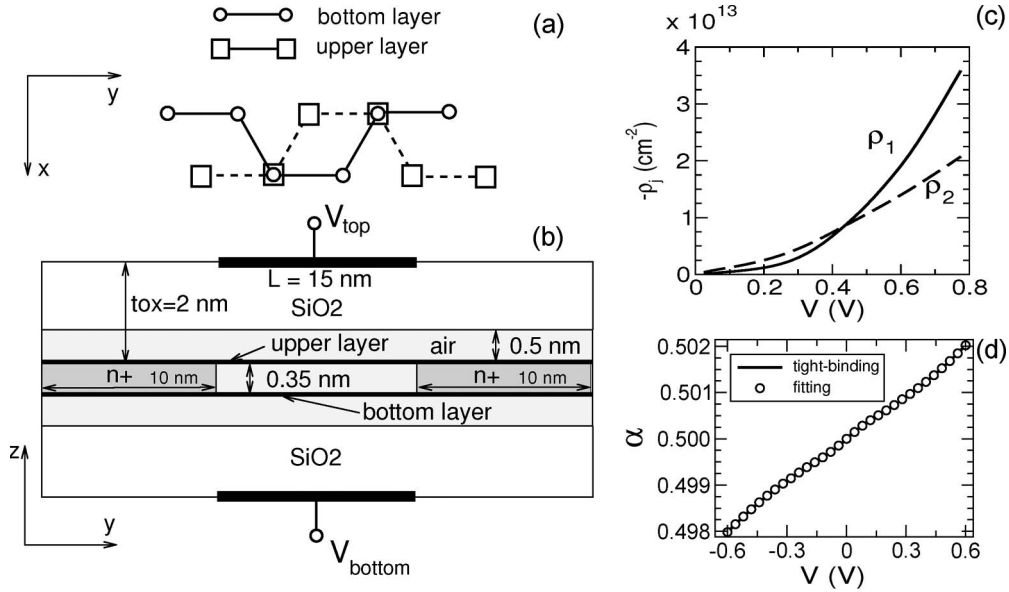 (a)
bottom layer
upper layer
y
x
(b)
V_top
L = 15 nm
SiO2
tox=2 nm
upper layer
air
0.5 nm
n+ 10 nm
0.35 nm
n+ 10 nm
bottom layer
SiO2
z
y
V_bottom
(c)
x 10^13
4
3
2
1
0
-ρ_j (cm^-2)
ρ_1
ρ_2
0
0.2
0.4
0.6
0.8
V (V)
(d)
tight-binding
fitting
0.502
0.501
0.500
0.499
0.498
α
-0.6
-0.3
0
0.3
0.6
V (V)